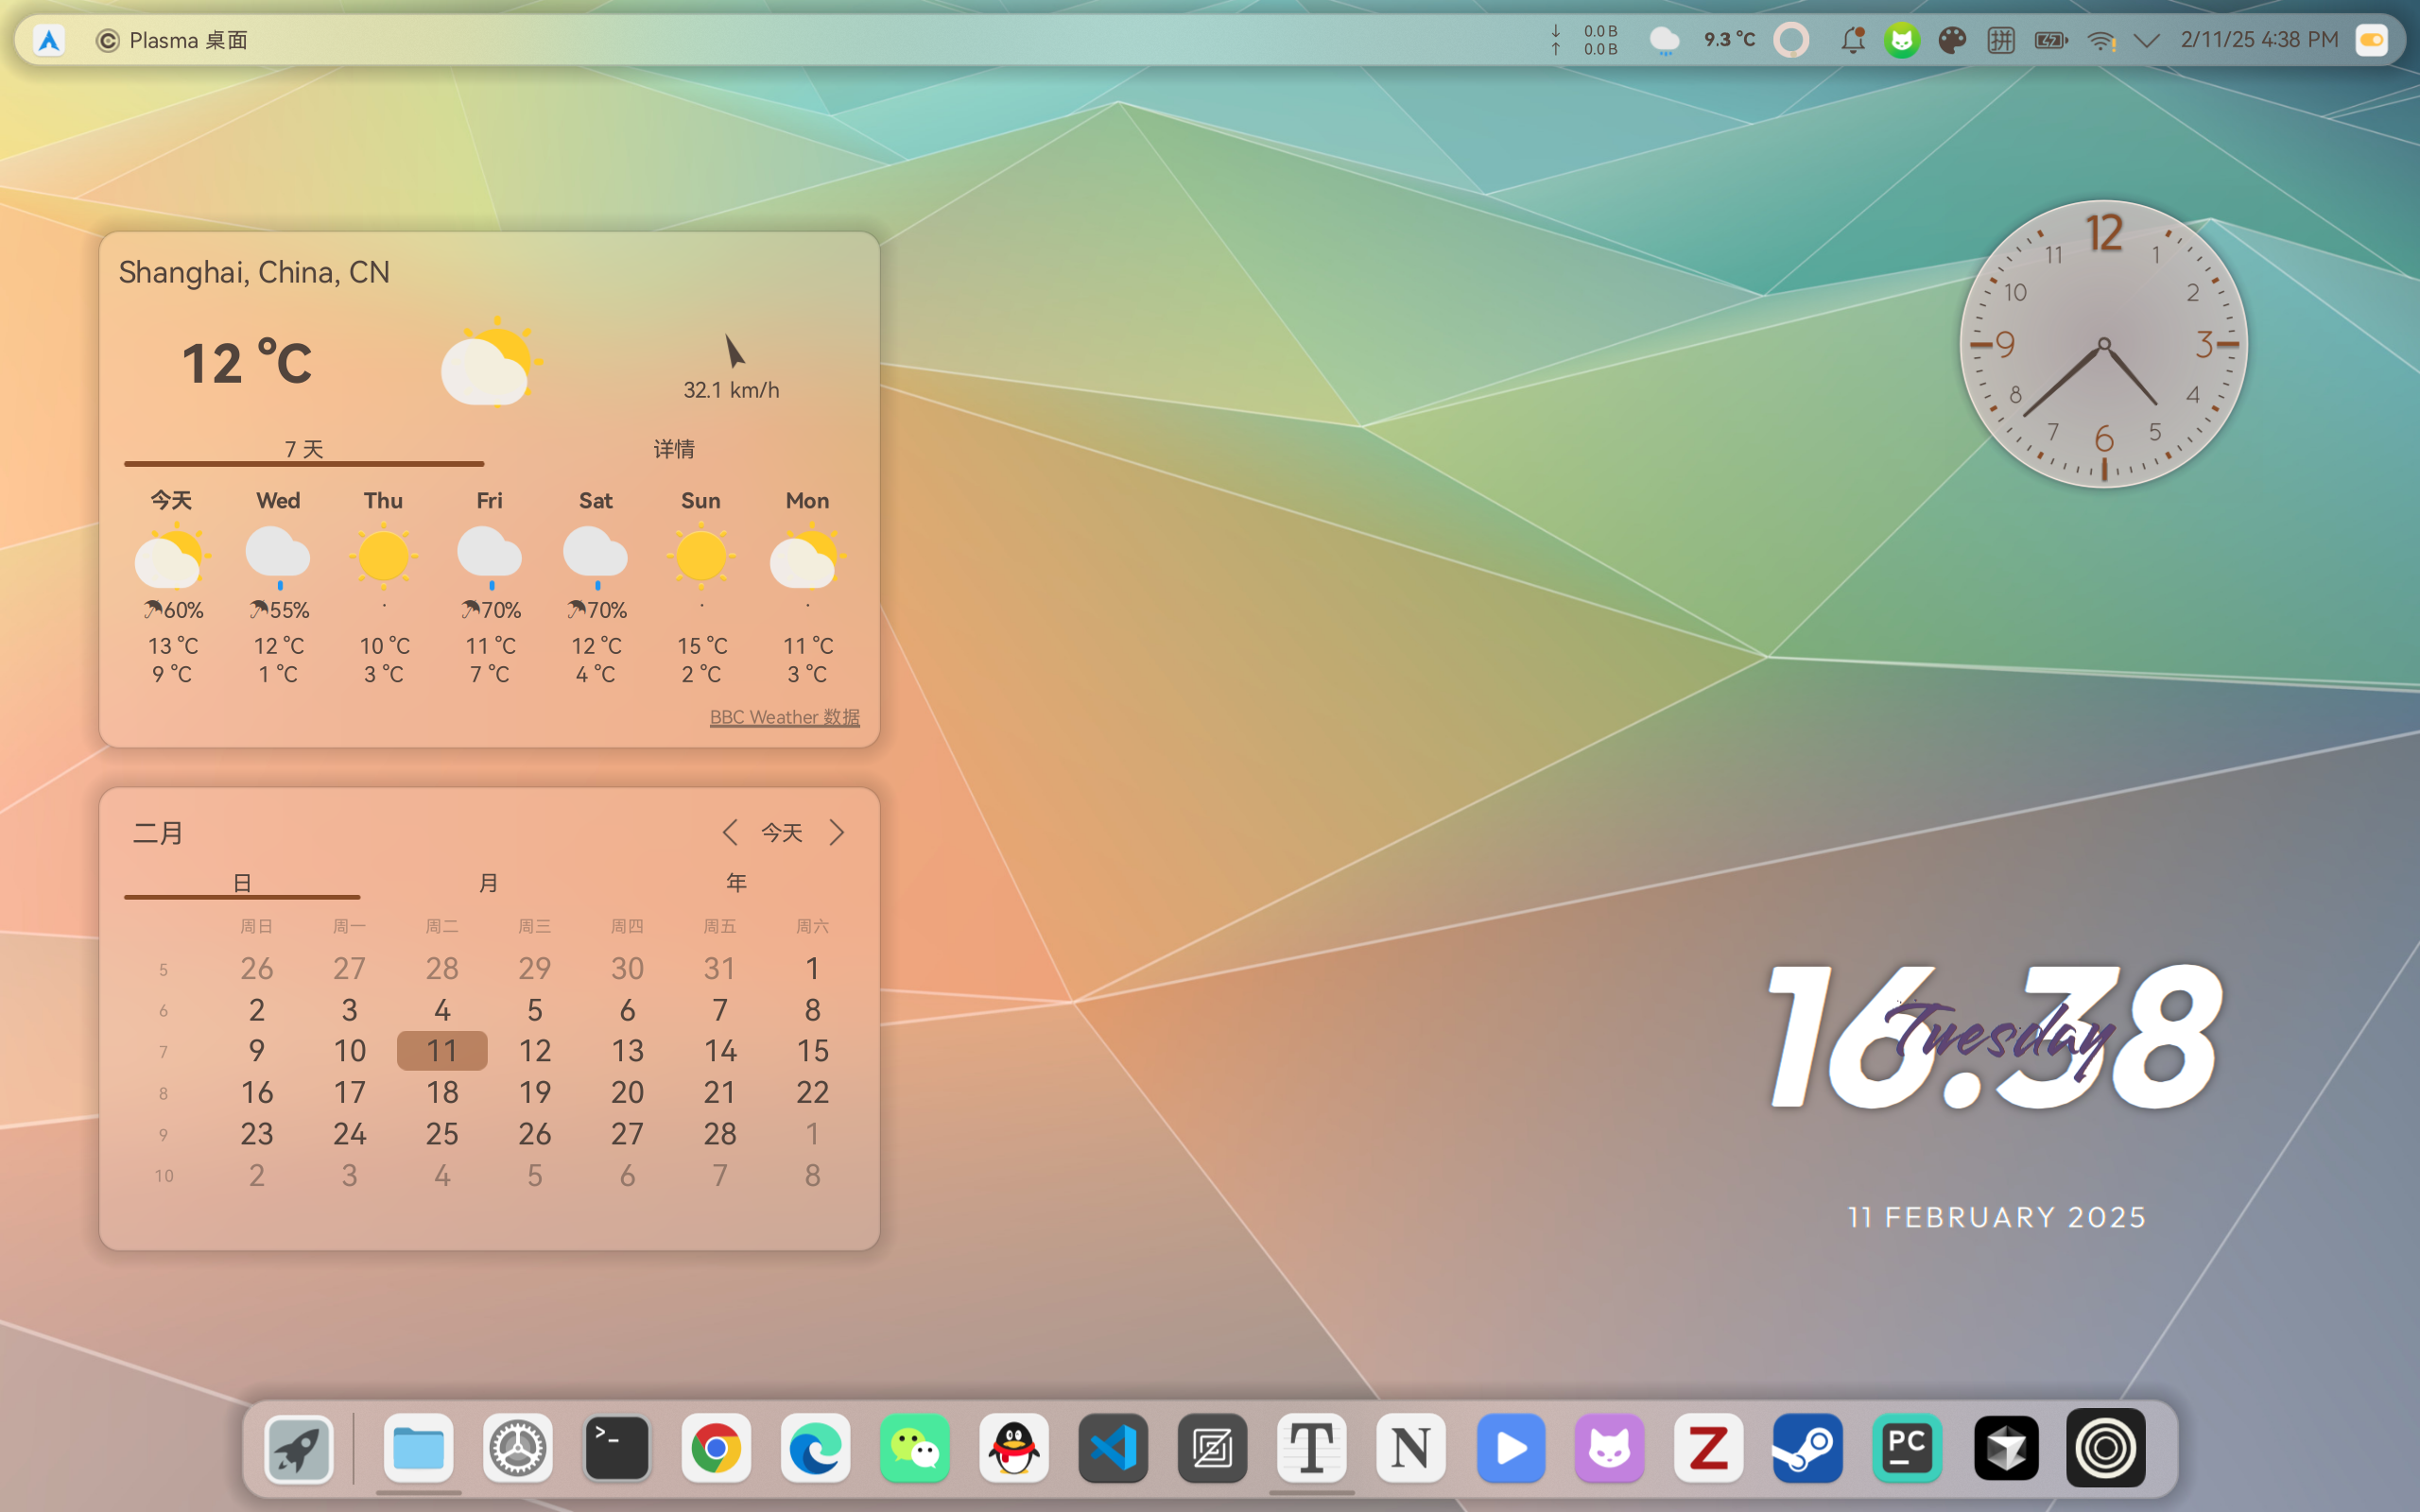 Plasma 桌面
↓ 0.0 B
↑ 0.0 B
9.3 °C
拼
2/11/25 4:38 PM
Shanghai, China, CN
12 °C
32.1 km/h
7 天 详情
今天 Wed Thu Fri Sat Sun Mon
☂60% ☂55% · ☂70% ☂70% · ·
13 °C 12 °C 10 °C 11 °C 12 °C 15 °C 11 °C
9 °C 1 °C 3 °C 7 °C 4 °C 2 °C 3 °C
BBC Weather 数据
12
11 1
10 2
9 3
8 4
7 5
6
二月 今天
日 月 年
周日 周一 周二 周三 周四 周五 周六
5 26 27 28 29 30 31 1
6 2 3 4 5 6 7 8
7 9 10 11 12 13 14 15
8 16 17 18 19 20 21 22
9 23 24 25 26 27 28 1
10 2 3 4 5 6 7 8
16.38
Tuesday
11 FEBRUARY 2025
>_
T
N
Z
PC